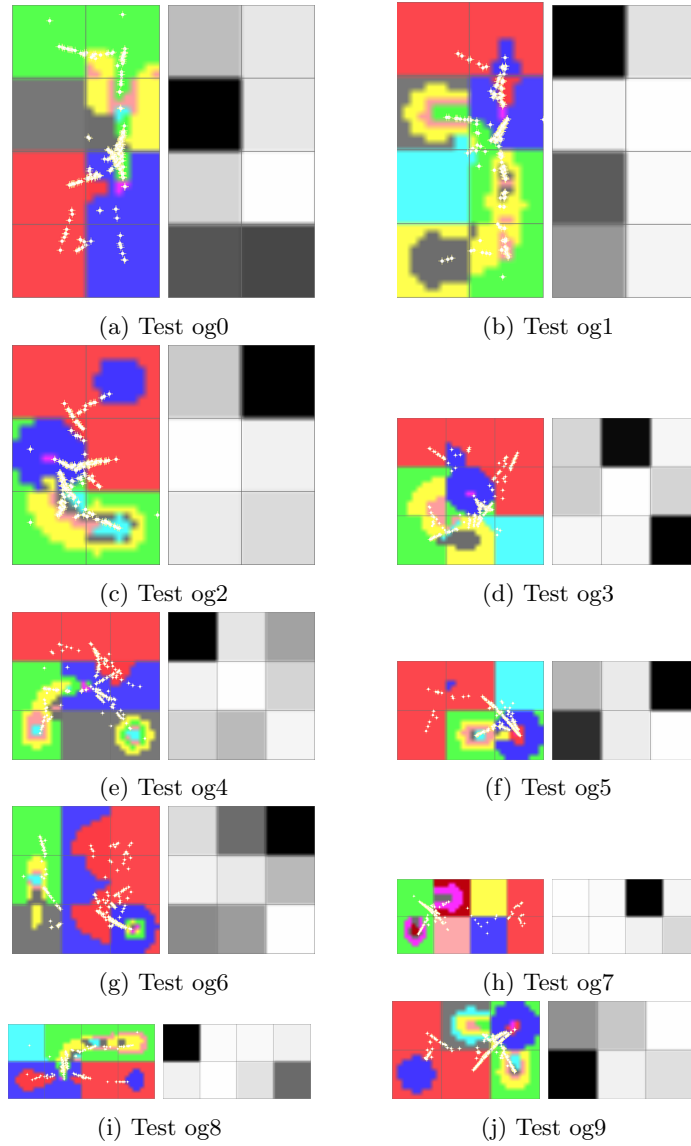 (a) Test og0
(b) Test og1
(c) Test og2
(d) Test og3
(e) Test og4
(f) Test og5
(g) Test og6
(h) Test og7
(i) Test og8
(j) Test og9